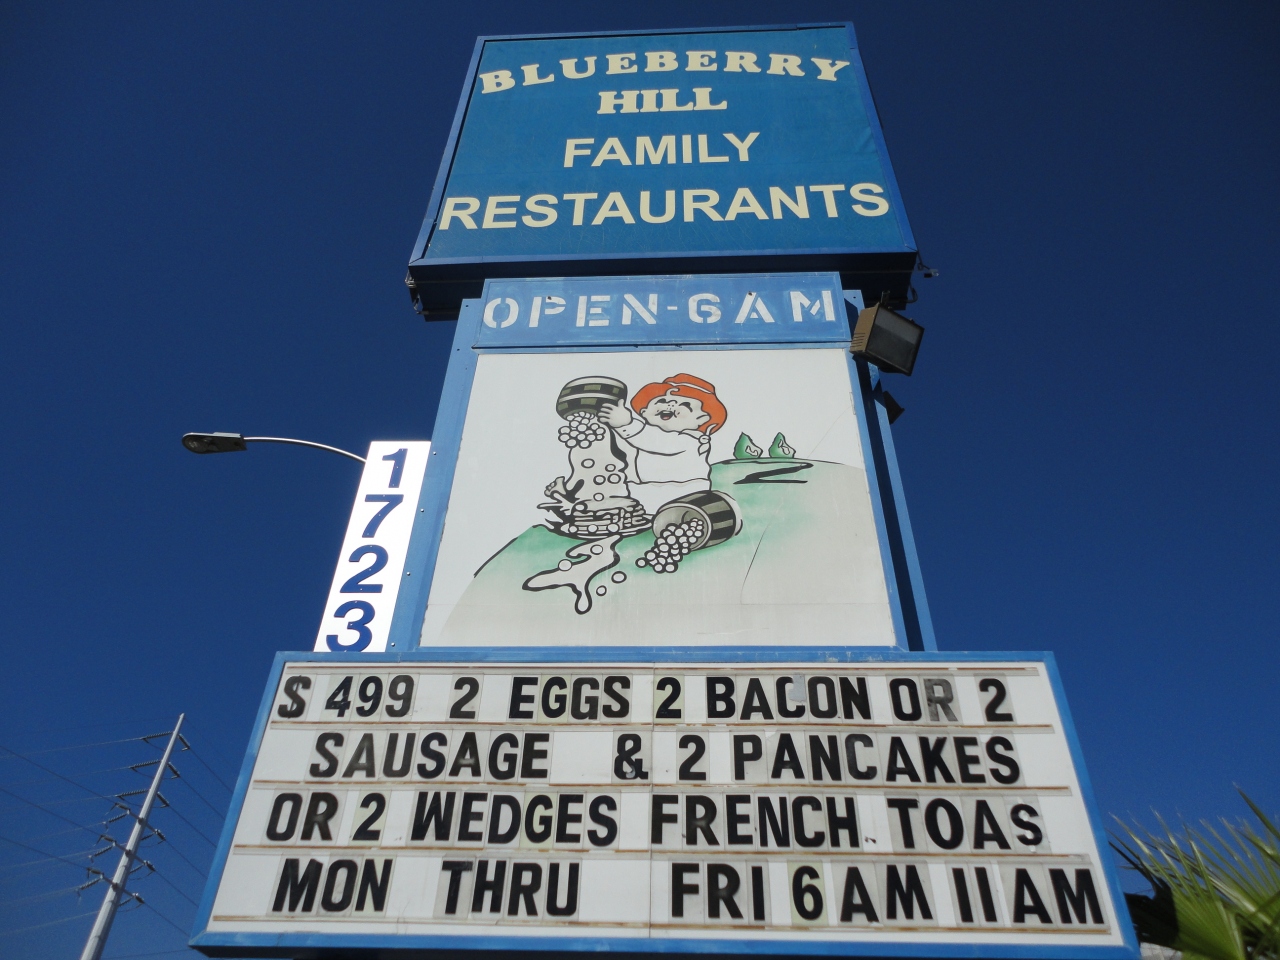 BLUEBERRY
HILL
FAMILY
RESTAURANTS
OPEN-6AM
1723
$ 499 2 EGGS 2 BACON OR 2
SAUSAGE & 2 PANCAKES
OR 2 WEDGES FRENCH TOAS
MON THRU FRI 6AM 11AM